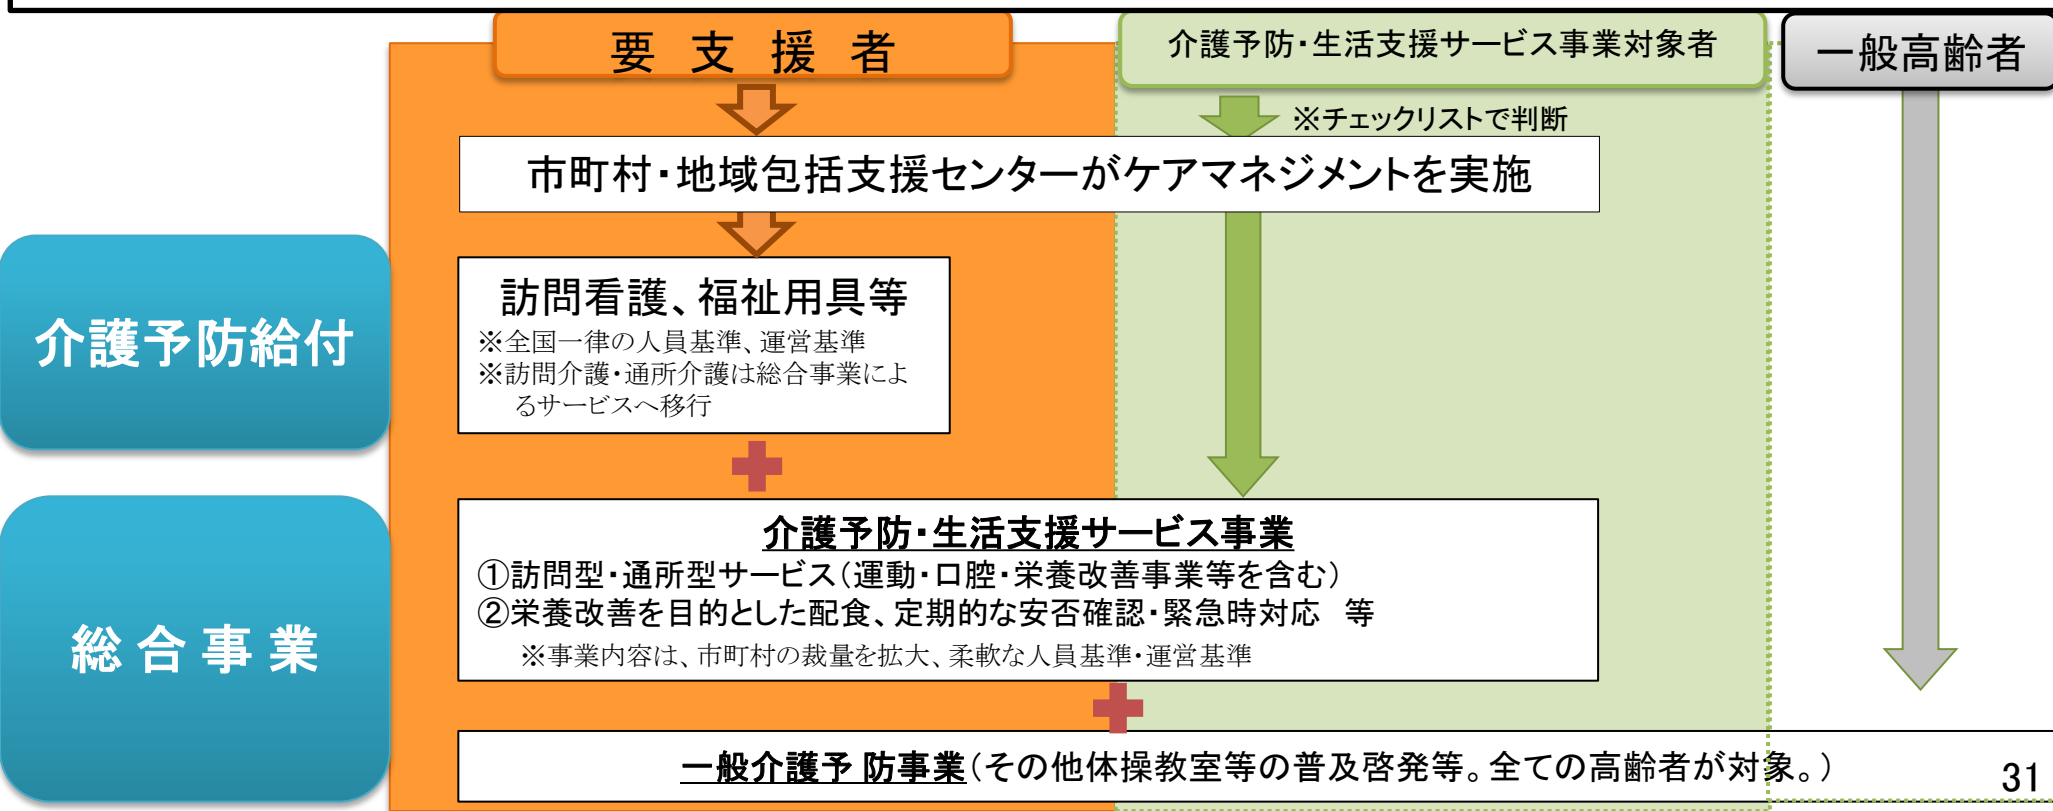 要 支 援 者
介護予防・生活支援サービス事業対象者
一般高齢者
※チェックリストで判断
市町村・地域包括支援センターがケアマネジメントを実施
介護予防給付
訪問看護、福祉用具等
※全国一律の人員基準、運営基準
※訪問介護・通所介護は総合事業によ
るサービスへ移行
総 合 事 業
介護予防・生活支援サービス事業
①訪問型・通所型サービス（運動・口腔・栄養改善事業等を含む）
②栄養改善を目的とした配食、定期的な安否確認・緊急時対応　等
※事業内容は、市町村の裁量を拡大、柔軟な人員基準・運営基準
一般介護予 防事業（その他体操教室等の普及啓発等。全ての高齢者が対象。）
31